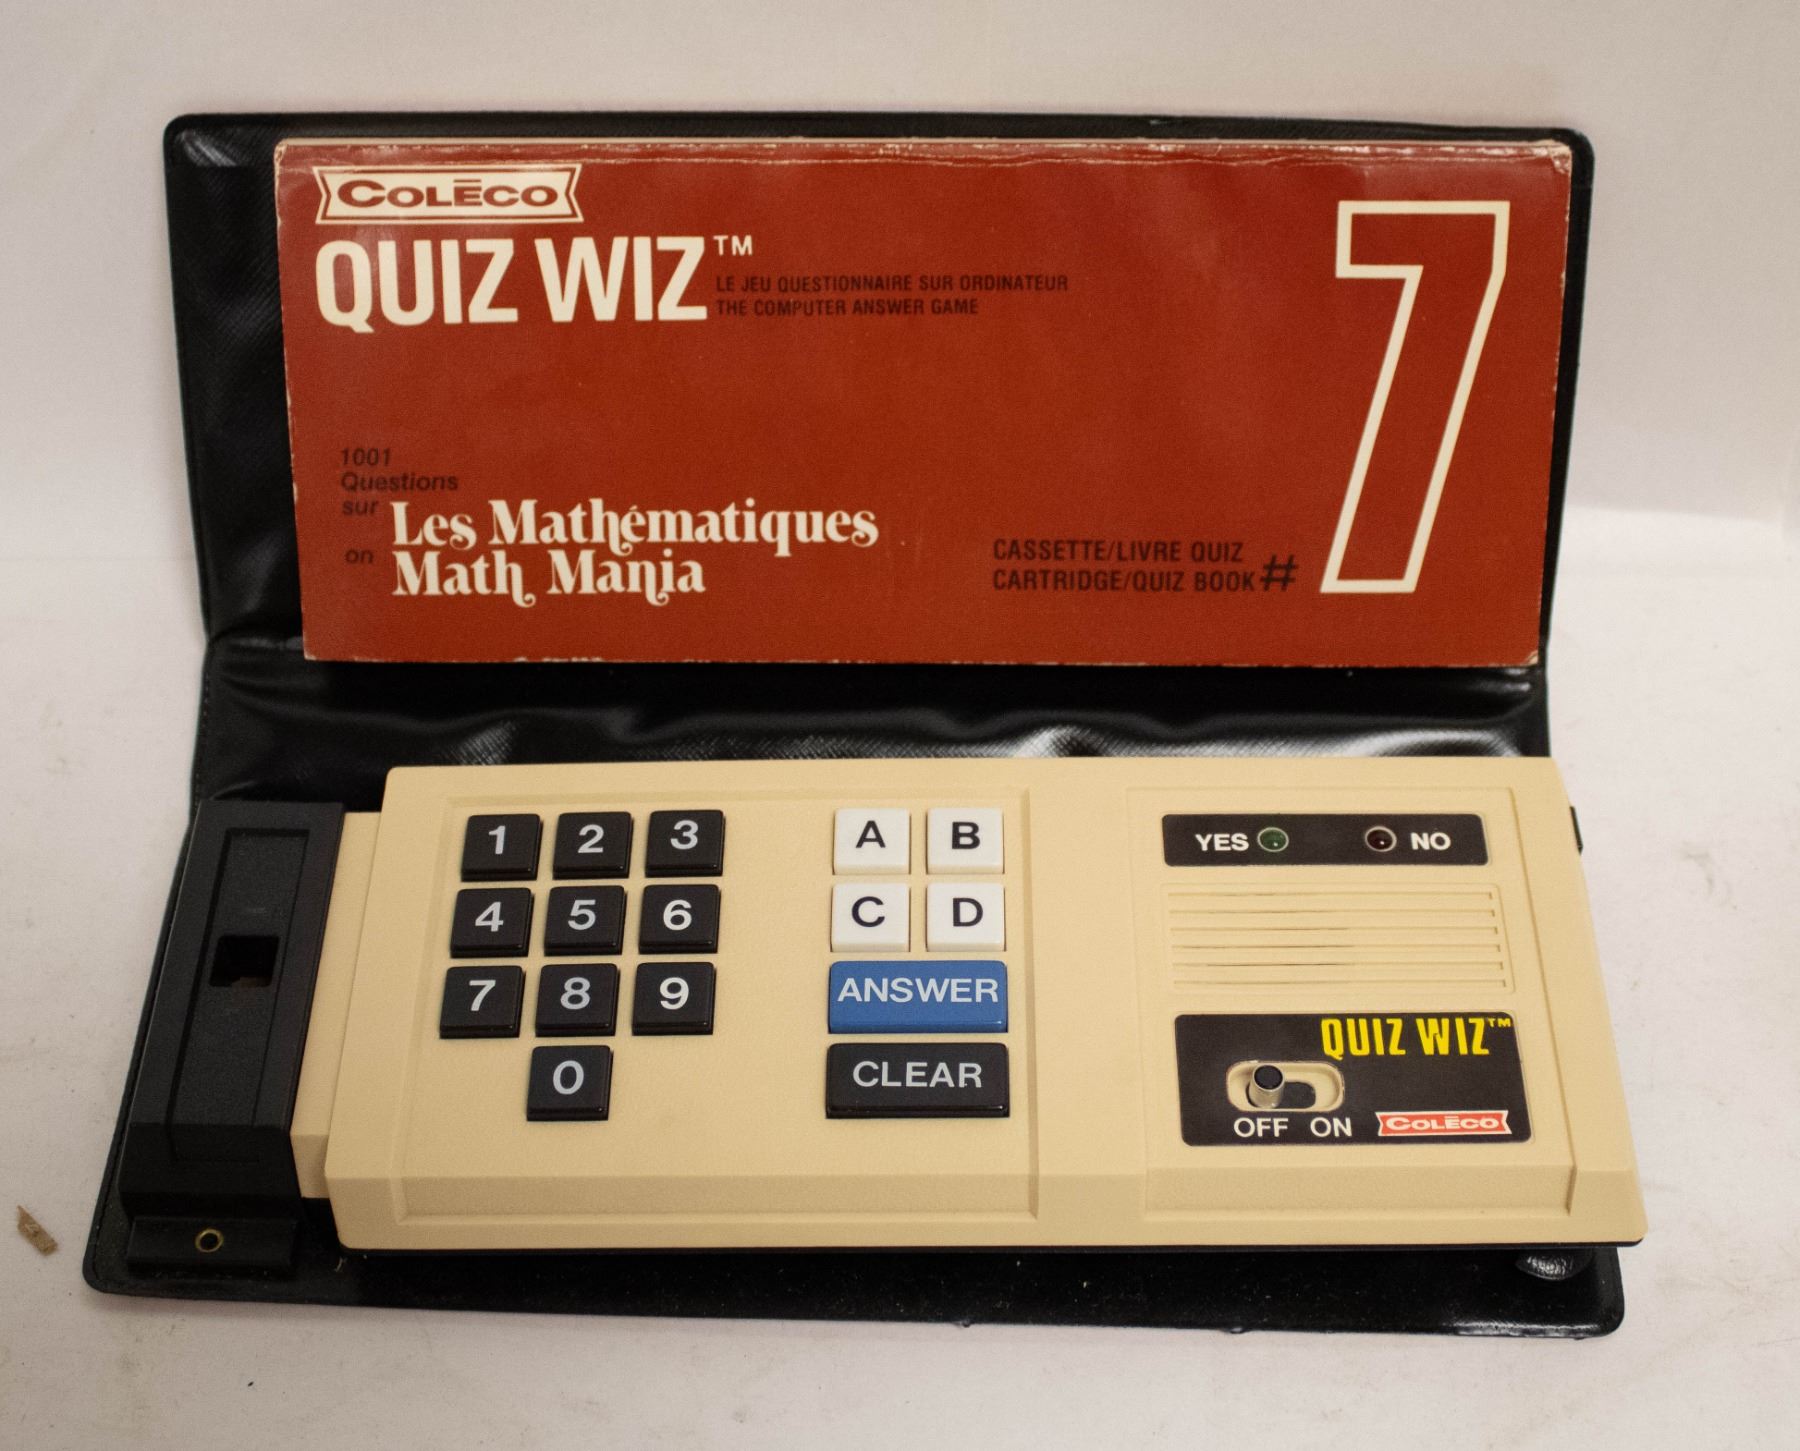 COLĒCO
QUIZ WIZ™
LE JEU QUESTIONNAIRE SUR ORDINATEUR
THE COMPUTER ANSWER GAME
7
1001
Questions
sur Les Mathématiques
on Math Mania
CASSETTE/LIVRE QUIZ
CARTRIDGE/QUIZ BOOK #
1 2 3
4 5 6
7 8 9
0
A B
C D
ANSWER
CLEAR
YES NO
QUIZ WIZ™
OFF ON
COLĒCO